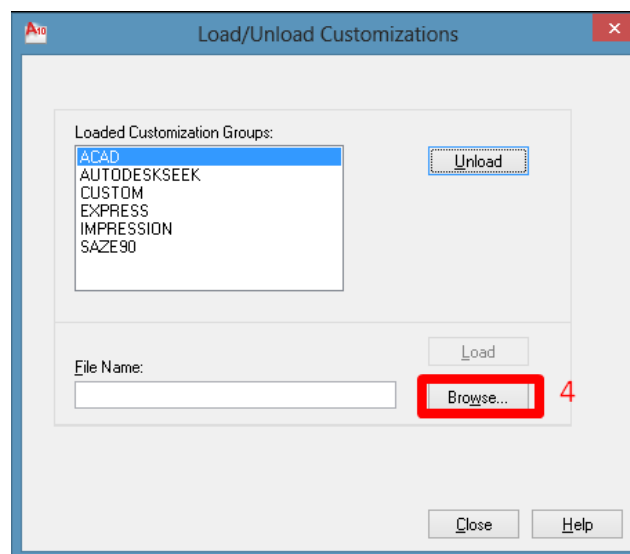 A10
Load/Unload Customizations
Loaded Customization Groups:
ACAD
AUTODESKSEEK
CUSTOM
EXPRESS
IMPRESSION
SAZE90
Unload
Load
File Name:
Browse... 4
Close Help